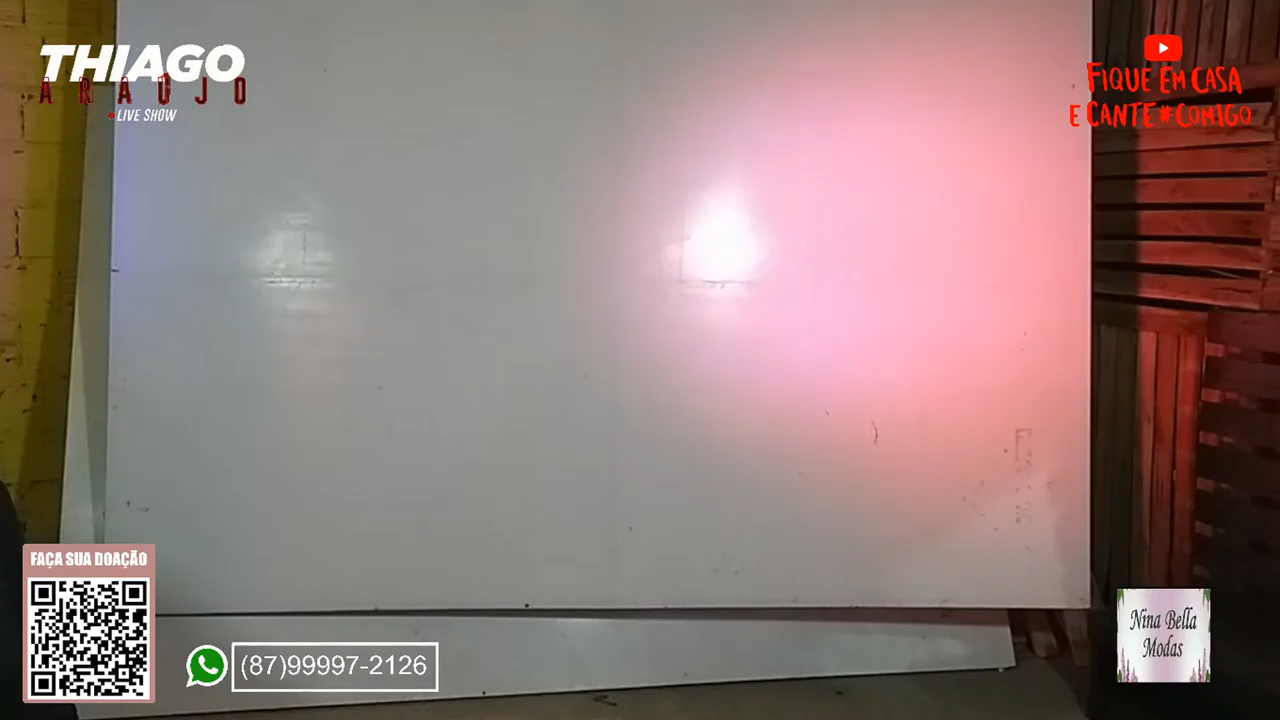 THIAGO
ARAÚJO
LIVE SHOW
FIQUE EM CASA
E CANTE#COMIGO
FAÇA SUA DOAÇÃO
(87)99997-2126
Nina Bella
Modas